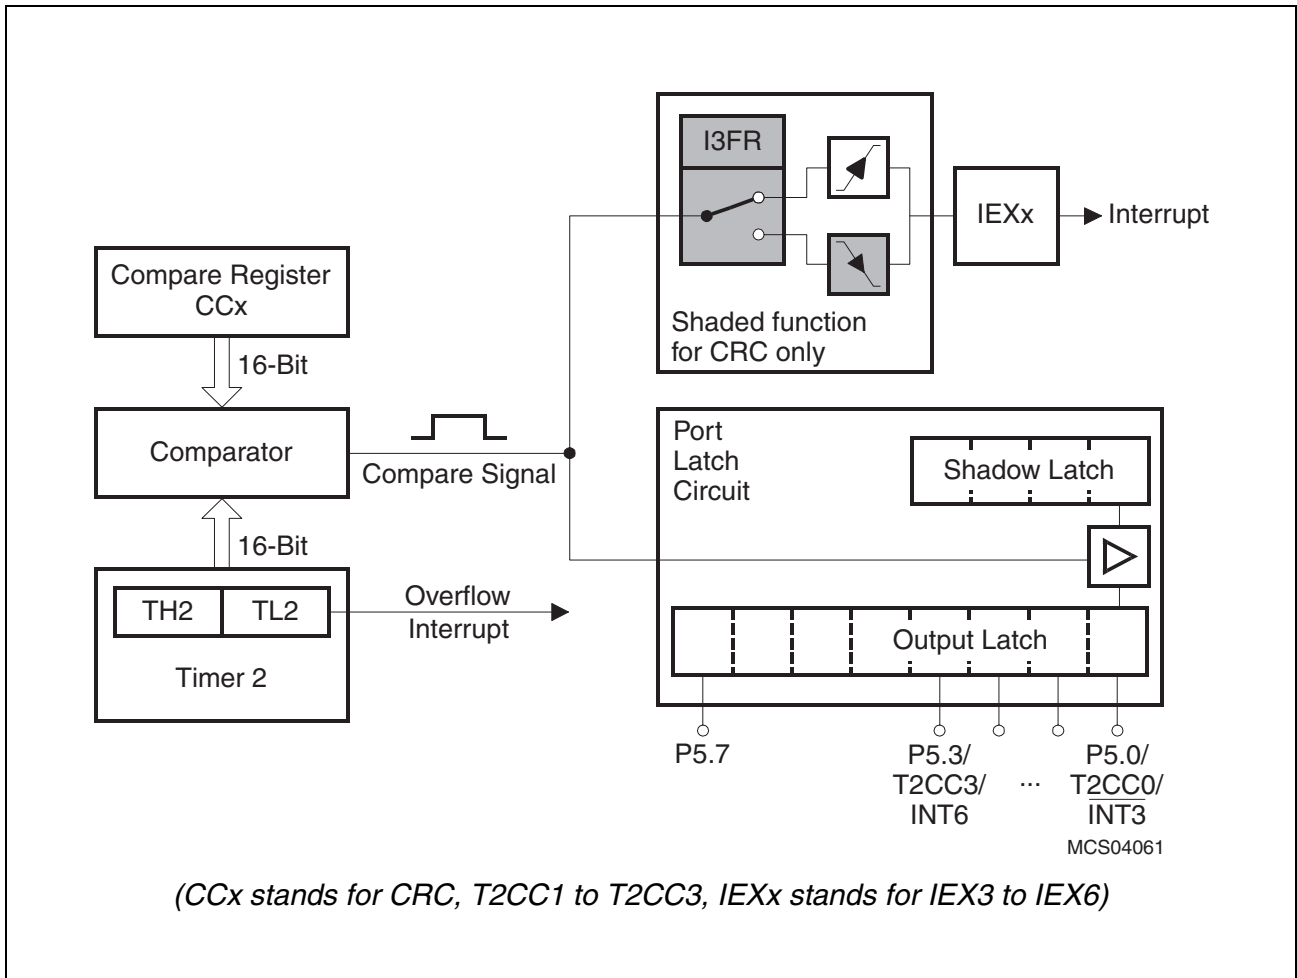 I3FR
IEXx
Interrupt
Shaded function
for CRC only
Compare Register
CCx
16-Bit
Comparator
Compare Signal
16-Bit
TH2
TL2
Timer 2
Overflow
Interrupt
Port
Latch
Circuit
Shadow Latch
Output Latch
P5.7
P5.3/
T2CC3/
INT6
...
P5.0/
T2CC0/
INT3
MCS04061
(CCx stands for CRC, T2CC1 to T2CC3, IEXx stands for IEX3 to IEX6)